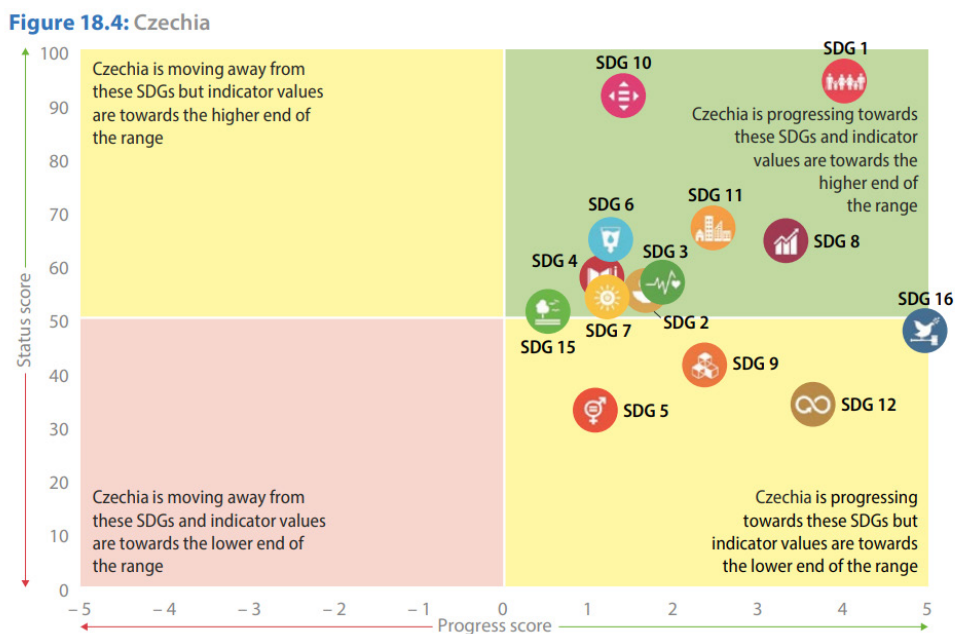 Figure 18.4: Czechia
Status score
100
90
80
70
60
50
40
30
20
10
0
Czechia is moving away from
these SDGs but indicator values
are towards the higher end of
the range
SDG 10
SDG 1
Czechia is progressing towards
these SDGs and indicator
values are towards the
higher end of
the range
SDG 11
SDG 6
SDG 8
SDG 4
SDG 3
SDG 16
SDG 7
SDG 2
SDG 15
SDG 9
SDG 5
SDG 12
Czechia is moving away from
these SDGs and indicator values
are towards the lower end of
the range
Czechia is progressing
towards these SDGs but
indicator values are towards
the lower end of the range
– 5
– 4
– 3
– 2
– 1
0
1
2
3
4
5
Progress score